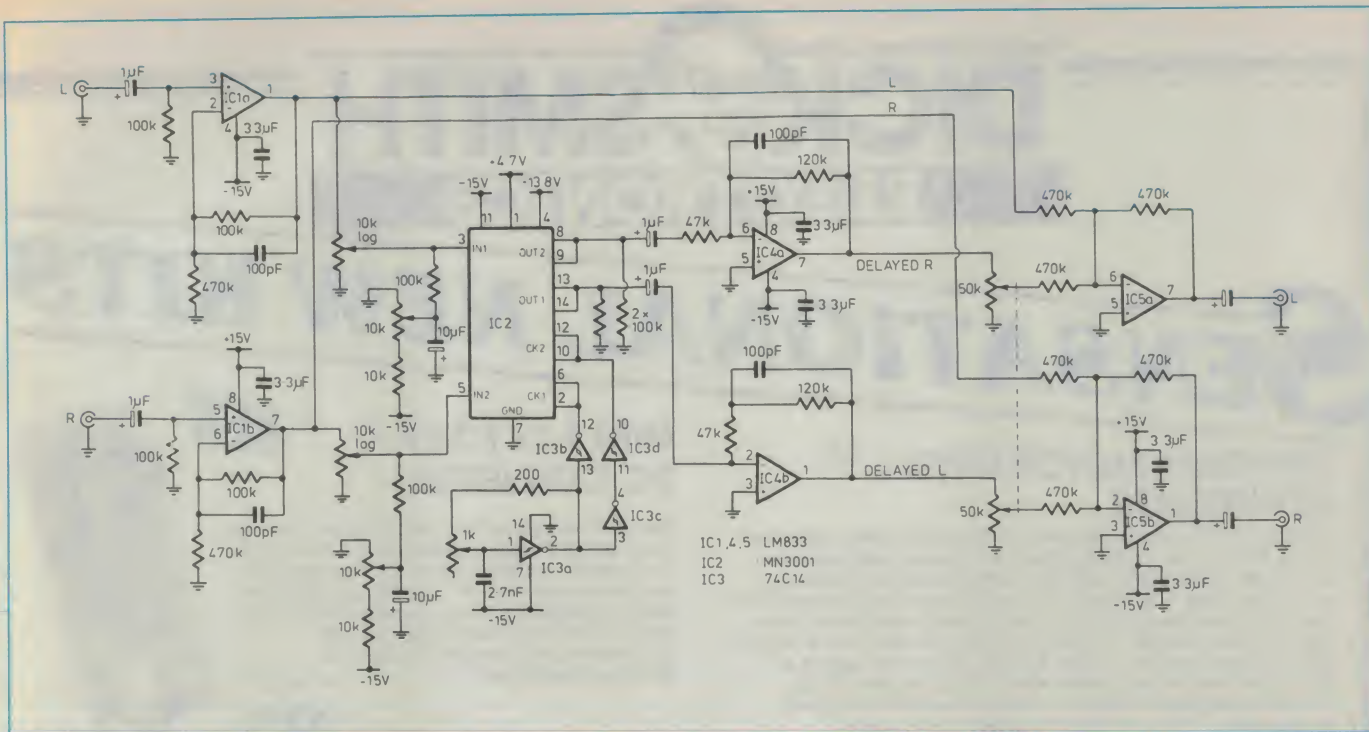 L
1µF
100k
3
2
IC1a
1
4
33µF
-15V
100k
100pF
470k
L
R
10k
log
+4.7V
-15V
-13.8V
11
1
4
3
IN1
8
9
OUT2
13
14
OUT1
12
10
CK2
6
2
CK1
5
IN2
GND
7
IC2
100k
10k
10µF
10k
-15V
R
1µF
100k
+15V
8
3·3µF
5
6
IC1b
7
100k
100pF
470k
10k
log
100k
10k
10µF
10k
-15V
12
IC3b
13
10
IC3d
11
4
IC3c
3
200
1k
14
1
2
IC3a
7
2·7nF
-15V
1µF
1µF
2×
100k
47k
100pF
120k
+15V
8
3·3µF
6
5
IC4a
7
4
3·3µF
-15V
DELAYED R
100pF
120k
47k
2
3
IC4b
1
DELAYED L
50k
470k
470k
470k
6
5
IC5a
7
L
50k
470k
470k
470k
+15V
3·3µF
8
2
3
IC5b
1
4
3·3µF
-15V
R
IC1,4,5 LM833
IC2 MN3001
IC3 74C14